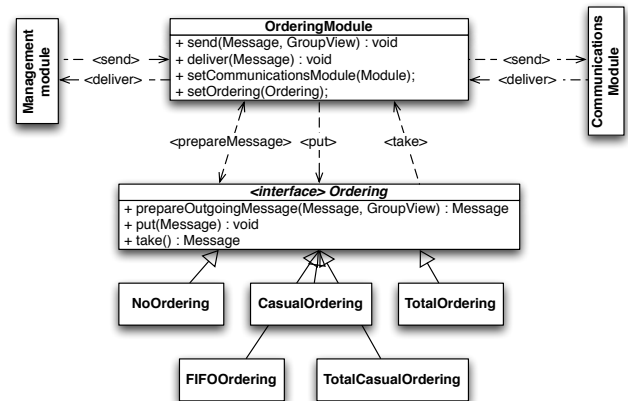 OrderingModule
+ send(Message, GroupView) : void
+ deliver(Message) : void
+ setCommunicationsModule(Module);
+ setOrdering(Ordering);
Management
module
<send>
<deliver>
<send>
<deliver>
Communications
Module
<prepareMessage>
<put>
<take>
<interface> Ordering
+ prepareOutgoingMessage(Message, GroupView) : Message
+ put(Message) : void
+ take() : Message
NoOrdering
CasualOrdering
TotalOrdering
FIFOOrdering
TotalCasualOrdering